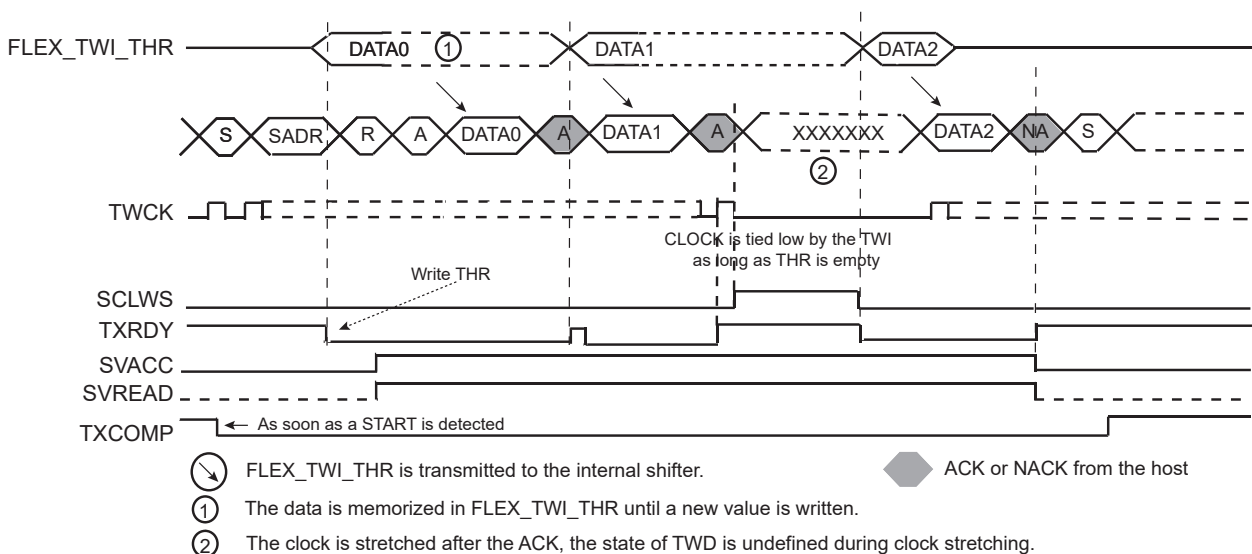 FLEX_TWI_THR DATA0 1 DATA1 DATA2
S SADR R A DATA0 A DATA1 A XXXXXXX DATA2 NA S
2
TWCK
CLOCK is tied low by the TWI
as long as THR is empty
Write THR
SCLWS
TXRDY
SVACC
SVREAD
TXCOMP As soon as a START is detected
FLEX_TWI_THR is transmitted to the internal shifter. ACK or NACK from the host
1 The data is memorized in FLEX_TWI_THR until a new value is written.
2 The clock is stretched after the ACK, the state of TWD is undefined during clock stretching.